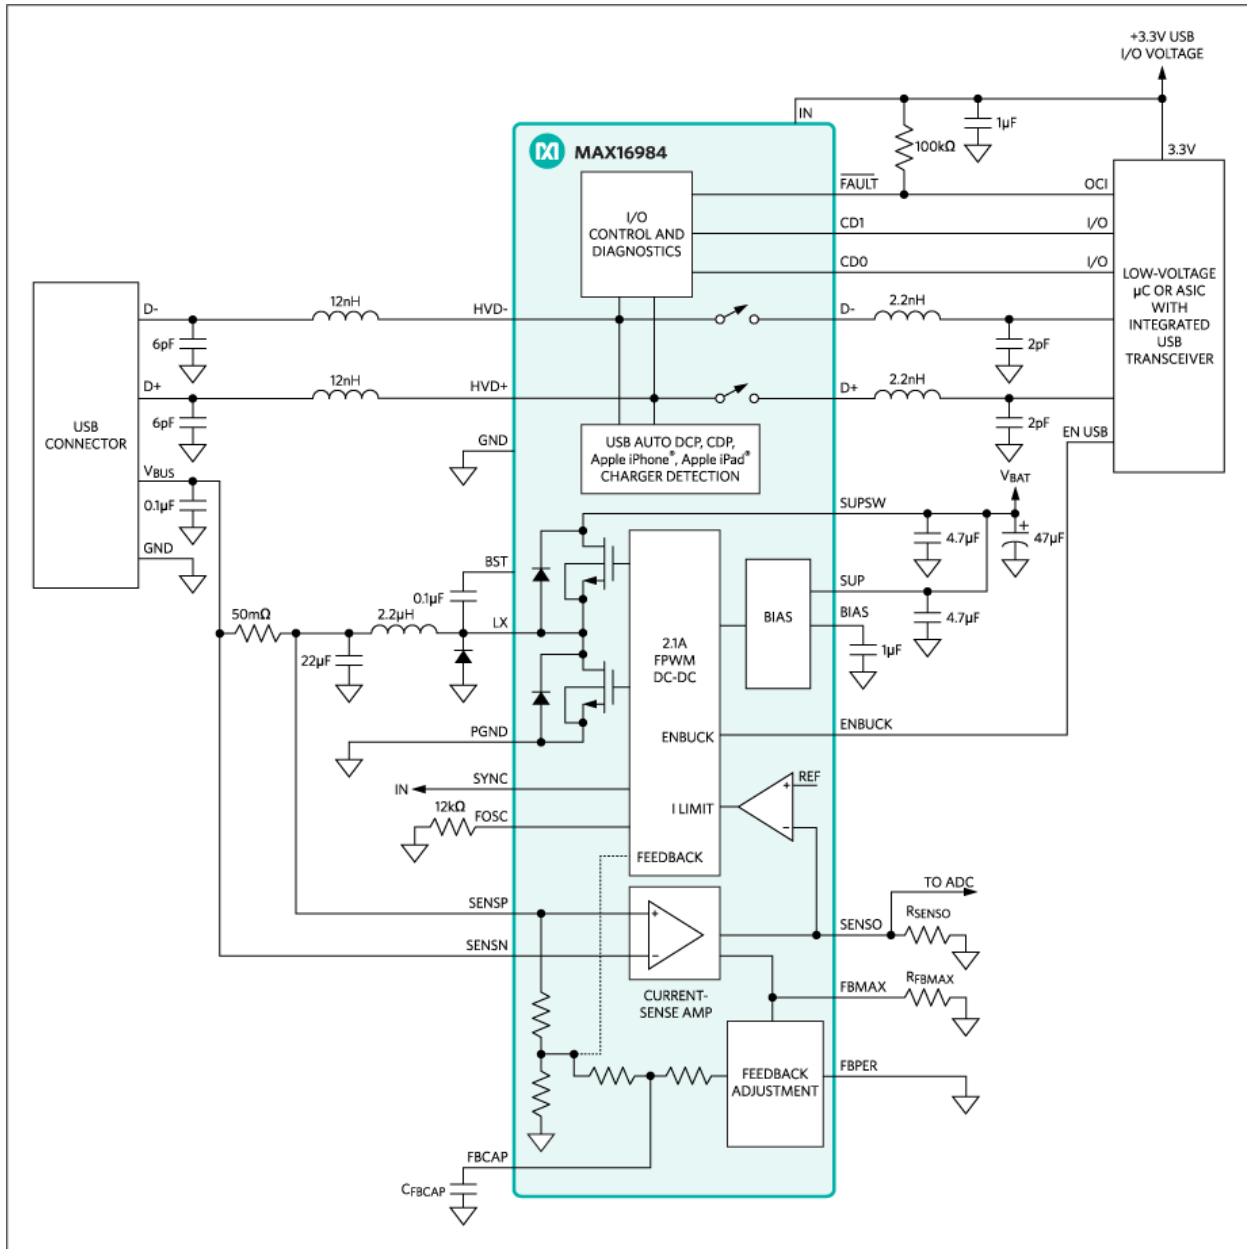 +3.3V USB
I/O VOLTAGE
IN
1µF
100kΩ
3.3V
MAX16984
FAULT
OCI
I/O
CONTROL AND
DIAGNOSTICS
CD1
I/O
CD0
I/O
LOW-VOLTAGE
µC OR ASIC
WITH
INTEGRATED
USB
TRANSCEIVER
D-
12nH
HVD-
D-
2.2nH
6pF
2pF
D+
12nH
HVD+
D+
2.2nH
6pF
2pF
USB
CONNECTOR
GND
USB AUTO DCP, CDP,
Apple iPhone®, Apple iPad®
CHARGER DETECTION
EN USB
VBUS
0.1µF
VBAT
SUPSW
4.7µF
+
47µF
GND
BST
0.1µF
BIAS
SUP
BIAS
4.7µF
1µF
50mΩ
2.2µH
LX
22µF
2.1A
FPWM
DC-DC
PGND
ENBUCK
ENBUCK
IN
SYNC
REF
+
-
12kΩ
FOSC
I LIMIT
FEEDBACK
TO ADC
SENSP
+
SENSO
RSENSO
SENSN
-
CURRENT-
SENSE AMP
FBMAX
RFBMAX
FEEDBACK
ADJUSTMENT
FBPER
FBCAP
CFBCAP